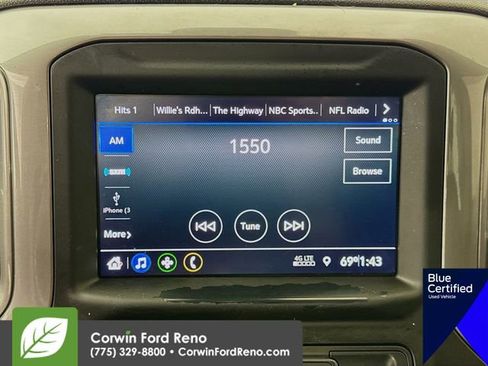 Hits 1 Willie's Rdh... The Highway NBC Sports.. NFL Radio
AM
1550
Sound
Browse
iPhone (3
More
Tune
4G LTE
69° 1:43
Blue
Certified
Used Vehicle
Corwin Ford Reno
(775) 329-8800 • CorwinFordReno.com